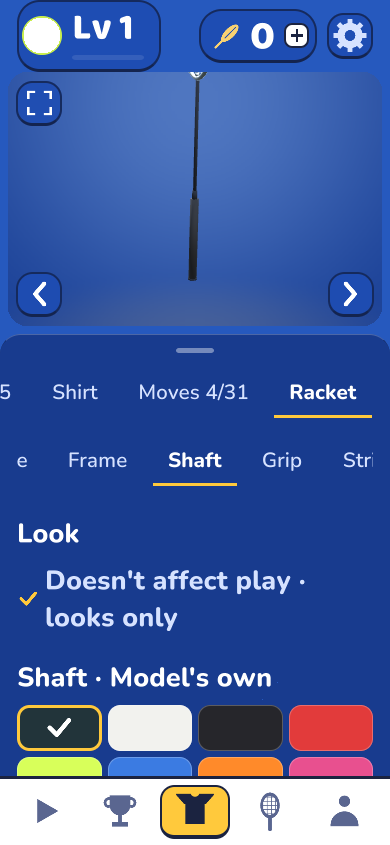 Lv 1
0
5 Shirt Moves 4/31 Racket
e Frame Shaft Grip Stri
Look
Doesn't affect play ·
looks only
Shaft · Model's own